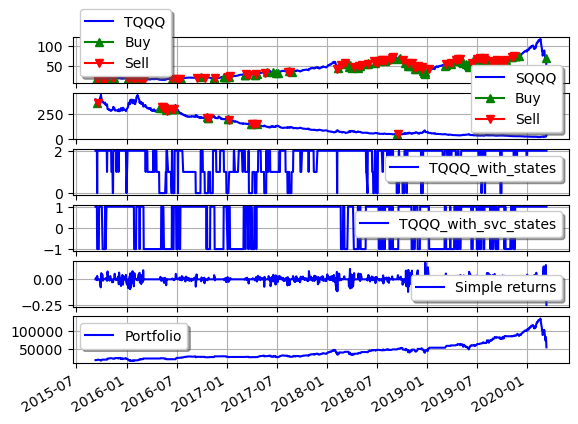 TQQQ
Buy
Sell
100
50
SQQQ
Buy
Sell
250
0
2
0
TQQQ_with_states
1
0
−1
TQQQ_with_svc_states
0.00
−0.25
Simple returns
100000
50000
Portfolio
2015-07
2016-01
2016-07
2017-01
2017-07
2018-01
2018-07
2019-01
2019-07
2020-01